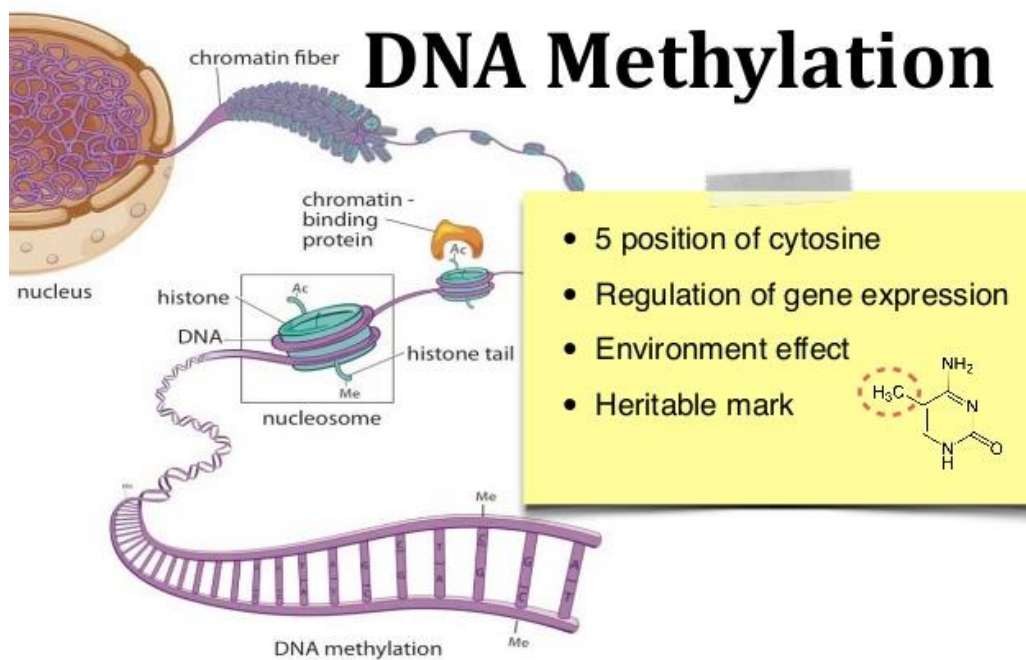 DNA Methylation
chromatin fiber
nucleus
chromatin -
binding
protein
Ac
Ac
histone
DNA
histone tail
Me
nucleosome
• 5 position of cytosine
• Regulation of gene expression
• Environment effect
• Heritable mark
NH₂
H₃C
N
N
H
O
Me
Me
C T C G A
G A G C T
Me
DNA methylation